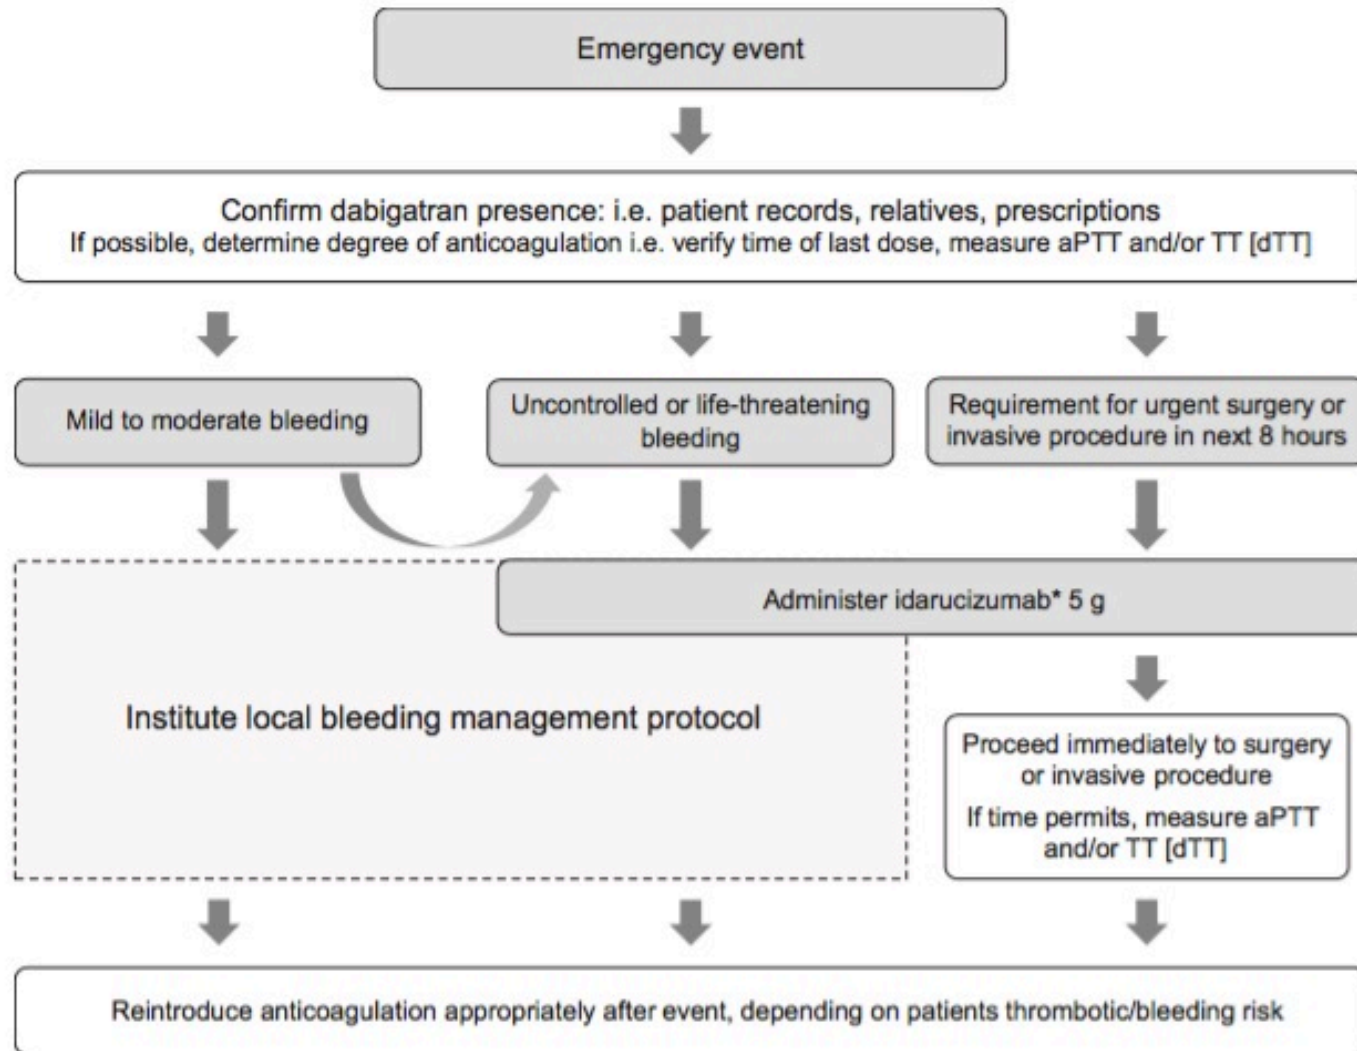 Emergency event
Confirm dabigatran presence: i.e. patient records, relatives, prescriptions
If possible, determine degree of anticoagulation i.e. verify time of last dose, measure aPTT and/or TT [dTT]
Mild to moderate bleeding
Uncontrolled or life-threatening
bleeding
Requirement for urgent surgery or
invasive procedure in next 8 hours
Administer idarucizumab* 5 g
Institute local bleeding management protocol
Proceed immediately to surgery
or invasive procedure
If time permits, measure aPTT
and/or TT [dTT]
Reintroduce anticoagulation appropriately after event, depending on patients thrombotic/bleeding risk